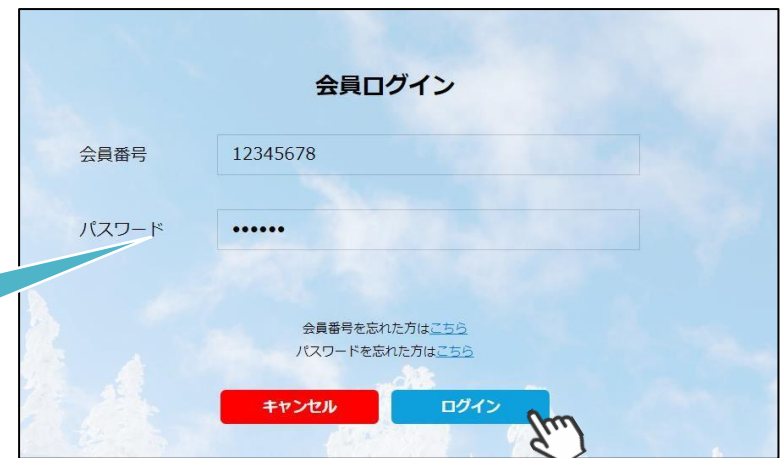 会員ログイン
会員番号 12345678
パスワード ••••••
会員番号を忘れた方はこちら
パスワードを忘れた方はこちら
キャンセル ログイン